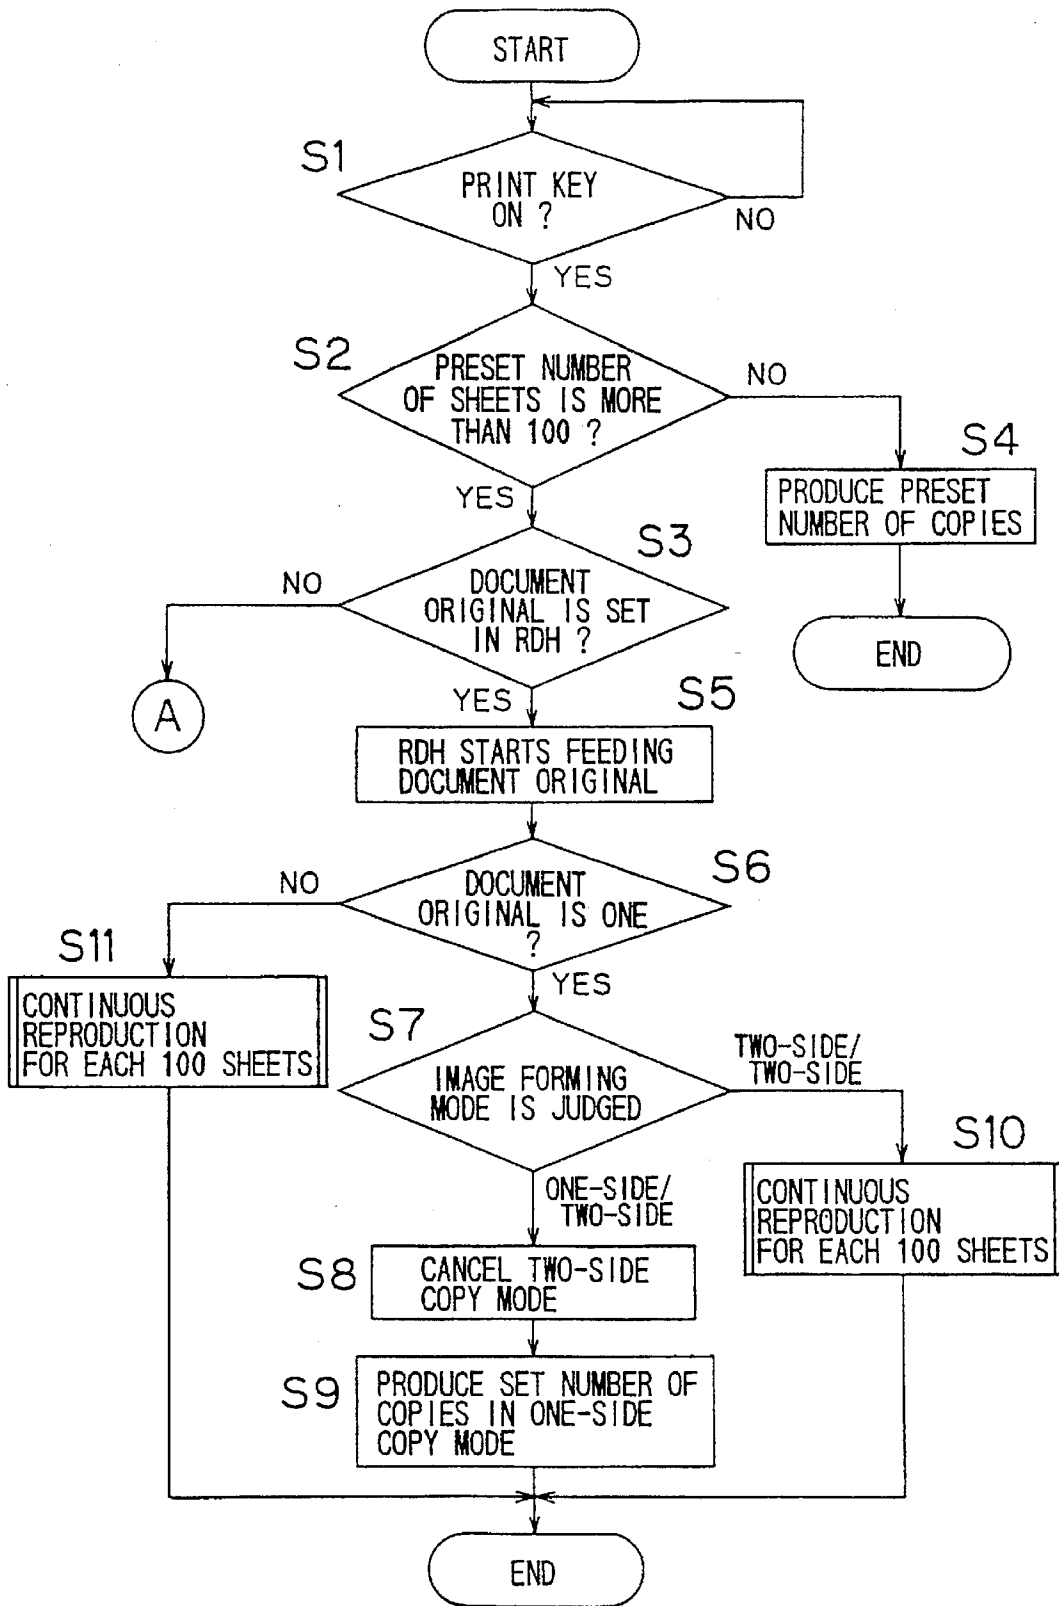 START
S1
PRINT KEY
ON ?
NO
YES
S2
PRESET NUMBER
OF SHEETS IS MORE
THAN 100 ?
NO
YES
S4
PRODUCE PRESET
NUMBER OF COPIES
END
S3
DOCUMENT
ORIGINAL IS SET
IN RDH ?
NO
A
YES
S5
RDH STARTS FEEDING
DOCUMENT ORIGINAL
S6
DOCUMENT
ORIGINAL IS ONE
?
NO
YES
S11
CONTINUOUS
REPRODUCTION
FOR EACH 100 SHEETS
S7
IMAGE FORMING
MODE IS JUDGED
TWO-SIDE/
TWO-SIDE
S10
CONTINUOUS
REPRODUCTION
FOR EACH 100 SHEETS
ONE-SIDE/
TWO-SIDE
S8
CANCEL TWO-SIDE
COPY MODE
S9
PRODUCE SET NUMBER OF
COPIES IN ONE-SIDE
COPY MODE
END